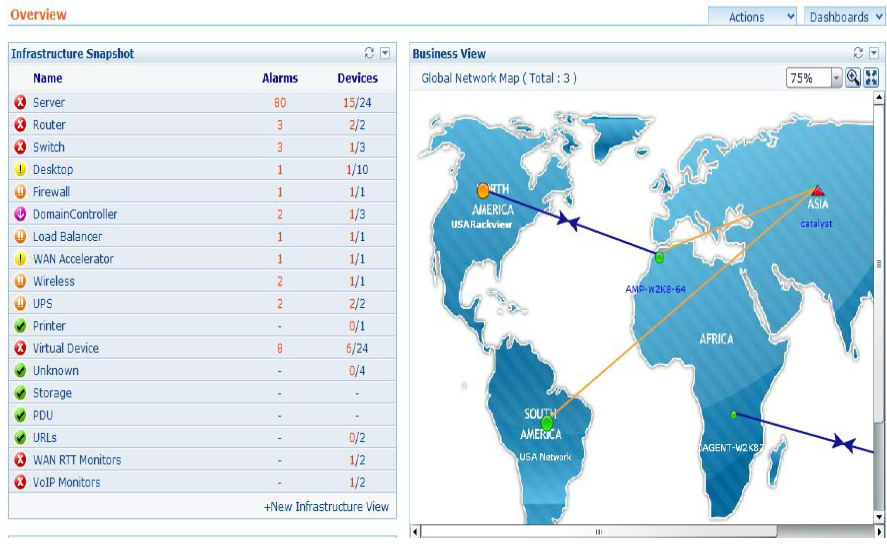 Overview
Actions
Dashboards
Infrastructure Snapshot
Name Alarms Devices
Server 80 15/24
Router 3 2/2
Switch 3 1/3
Desktop 1 1/10
Firewall 1 1/1
DomainController 2 1/3
Load Balancer 1 1/1
WAN Accelerator 1 1/1
Wireless 2 1/1
UPS 2 2/2
Printer - 0/1
Virtual Device 8 6/24
Unknown - 0/4
Storage - -
PDU - -
URLs - 0/2
WAN RTT Monitors 1/2
VoIP Monitors 1/2
+New Infrastructure View
Business View
Global Network Map ( Total : 3 )
75%
AMERICA
USARackview
ASIA
catalyst
AMP-W2K8-64
AFRICA
SOUTH
AMERICA
USA Network